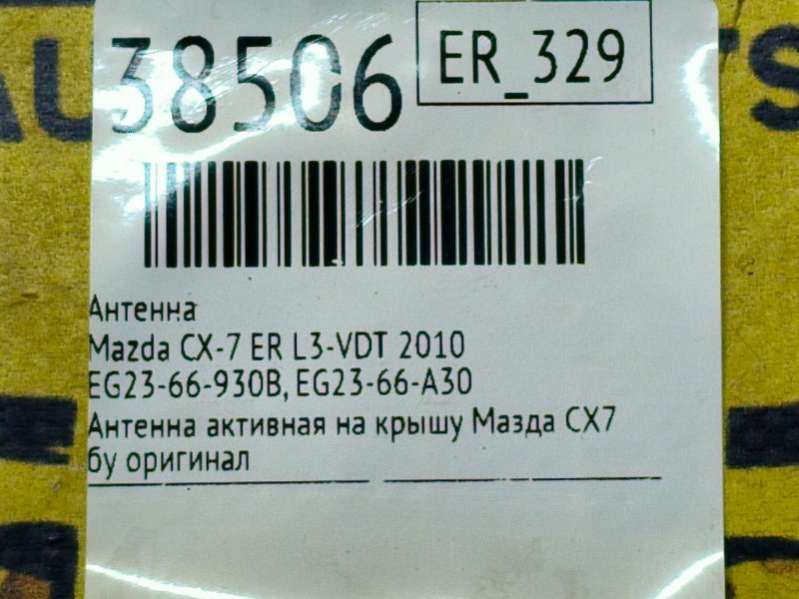 38506
ER_329
Антенна
Mazda CX-7 ER L3-VDT 2010
EG23-66-930B, EG23-66-A30
Антенна активная на крышу Мазда CX7
бу оригинал